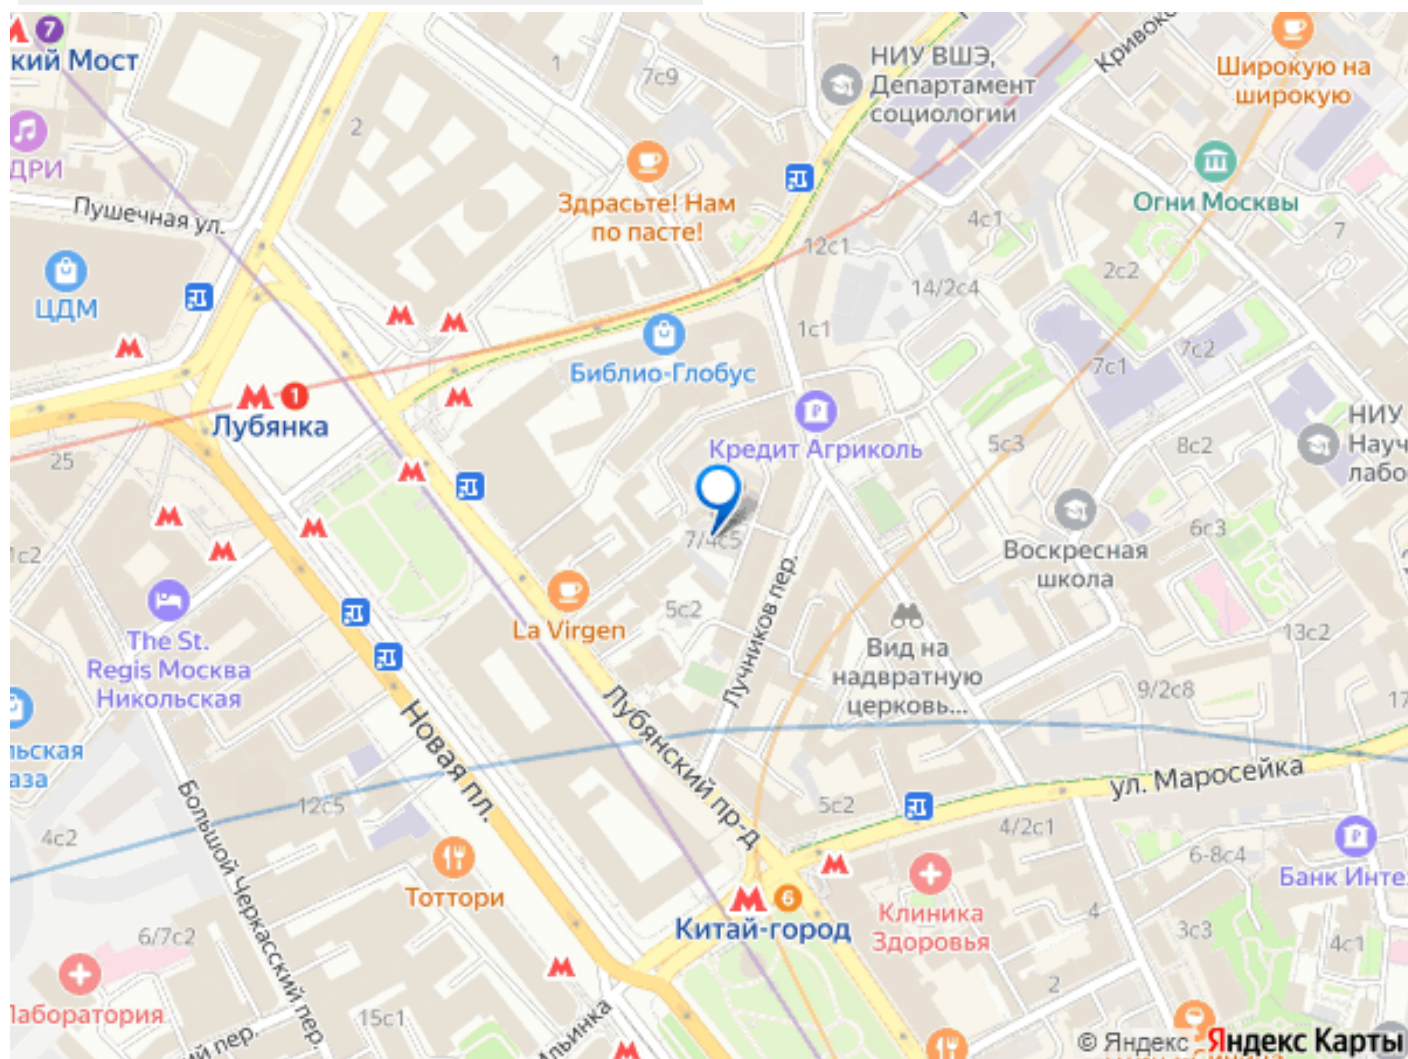 7
кий Мост
ДРИ
Пушечная ул.
ЦДМ
2
1
7с9
НИУ ВШЭ,
Департамент
социологии
Широкую на
широкую
Огни Москвы
Здрасьте! Нам
по пасте!
12с1
4с1
7
2с2
14/2с4
1с1
7с1
7с2
Библио-Глобус
1
Лубянка
25
Кредит Агриколь
5с3
8с2
НИУ
Науч
лабо
1с2
7/4с5
6с3
Воскресная
школа
The St.
Regis Москва
Никольская
La Virgen
5с2
Лучников пер.
Вид на
надвратную
церковь...
13с2
9/2с8
17
льская
аза
Новая пл.
Лубянский пр-д
ул. Маросейка
12с5
4с2
Большой Черкасский пер.
5с2
4/2с1
6-8с4
Банк Инте
Тоттори
6
Китай-город
Клиника
Здоровья
4
3с3
4с1
6/7с2
Лаборатория
15с1
2
кий пер.
© Яндекс
Яндекс Карты